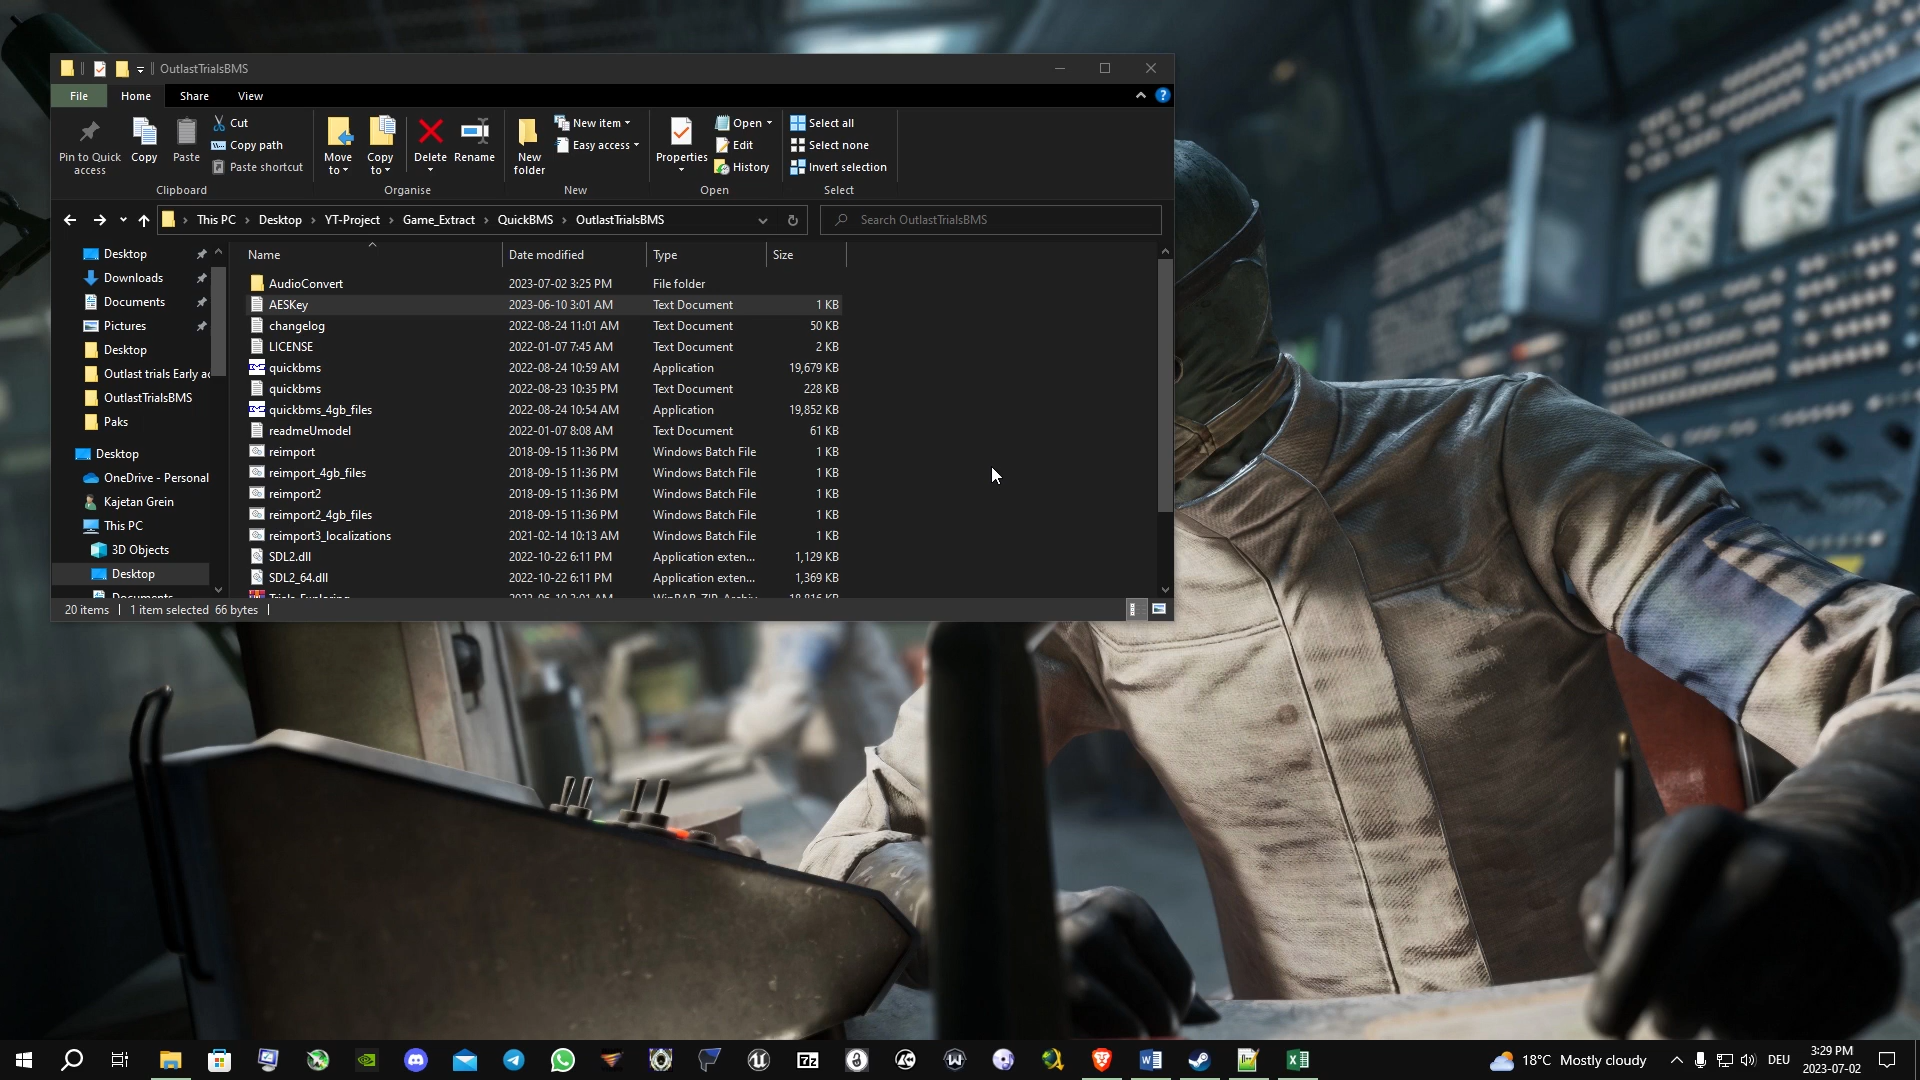 OutlastTrialsBMS
File Home Share View
Pin to Quick access
Copy
Paste
Cut
Copy path
Paste shortcut
Clipboard
Move to
Copy to
Delete
Rename
Organise
New folder
New item
Easy access
New
Properties
Open
Edit
History
Open
Select all
Select none
Invert selection
Select
This PC > Desktop > YT-Project > Game_Extract > QuickBMS > OutlastTrialsBMS
Search OutlastTrialsBMS
Desktop
Downloads
Documents
Pictures
Desktop
Outlast trials Early ac
OutlastTrialsBMS
Paks
Desktop
OneDrive - Personal
Kajetan Grein
This PC
3D Objects
Desktop
Documents
Name Date modified Type Size
AudioConvert 2023-07-02 3:25 PM File folder
AESKey 2023-06-10 3:01 AM Text Document 1 KB
changelog 2022-08-24 11:01 AM Text Document 50 KB
LICENSE 2022-01-07 7:45 AM Text Document 2 KB
quickbms 2022-08-24 10:59 AM Application 19,679 KB
quickbms 2022-08-23 10:35 PM Text Document 228 KB
quickbms_4gb_files 2022-08-24 10:54 AM Application 19,852 KB
readmeUmodel 2022-01-07 8:08 AM Text Document 61 KB
reimport 2018-09-15 11:36 PM Windows Batch File 1 KB
reimport_4gb_files 2018-09-15 11:36 PM Windows Batch File 1 KB
reimport2 2018-09-15 11:36 PM Windows Batch File 1 KB
reimport2_4gb_files 2018-09-15 11:36 PM Windows Batch File 1 KB
reimport3_localizations 2021-02-14 10:13 AM Windows Batch File 1 KB
SDL2.dll 2022-10-22 6:11 PM Application exten... 1,129 KB
SDL2_64.dll 2022-10-22 6:11 PM Application exten... 1,369 KB
20 items 1 item selected 66 bytes
18°C Mostly cloudy
DEU
3:29 PM
2023-07-02